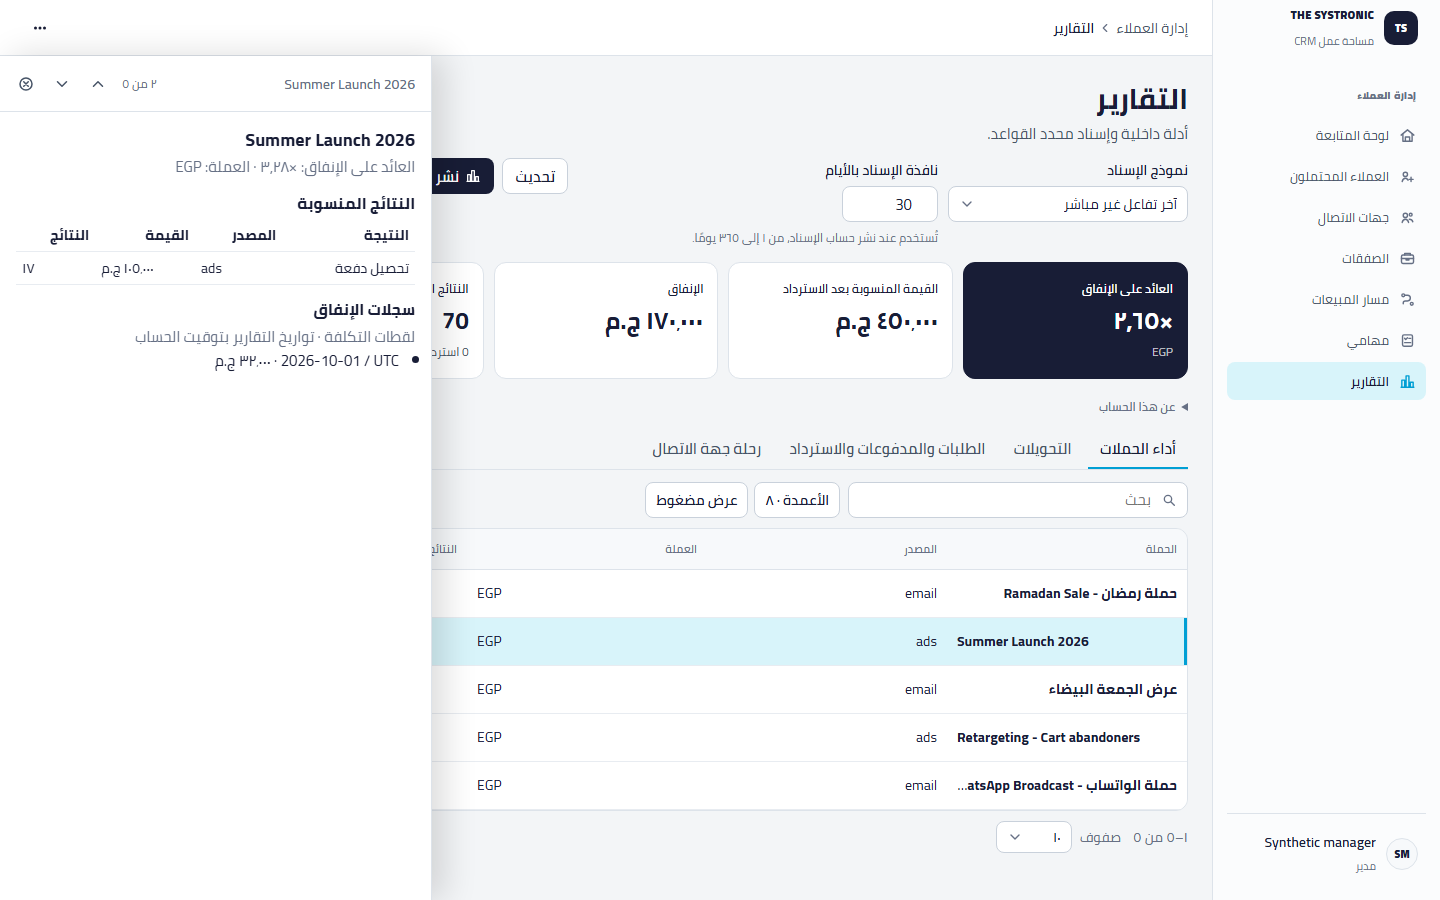 THE SYSTRONIC
TS
مساحة عمل CRM
إدارة العملاء
لوحة المتابعة
العملاء المحتملون
جهات الاتصال
الصفقات
مسار المبيعات
مهامي
التقارير
Synthetic manager
SM
مدير
إدارة العملاء
التقارير
التقارير
أدلة داخلية وإسناد محدد القواعد.
نموذج الإسناد
آخر تفاعل غير مباشر
نافذة الإسناد بالأيام
30
تُستخدم عند نشر حساب الإسناد، من ١ إلى ٣٦٥ يومًا.
تحديث
نشر
العائد على الإنفاق
×٢,٦٥
EGP
القيمة المنسوبة بعد الاسترداد
٤٥٠,٠٠٠ ج.م
الإنفاق
١٧٠,٠٠٠ ج.م
النتائج ا
70
0 استرد
عن هذا الحساب
أداء الحملات
التحويلات
الطلبات والمدفوعات والاسترداد
رحلة جهة الاتصال
بحث
الأعمدة · ٨
عرض مضغوط
الحملة المصدر العملة النتائج
حملة رمضان - Ramadan Sale email EGP
Summer Launch 2026 ads EGP
عرض الجمعة البيضاء email EGP
Retargeting - Cart abandoners ads EGP
حملة الواتساب - atsApp Broadcast... email EGP
١–0 من 0
صفوف
١٠
Summer Launch 2026
٢ من 0
Summer Launch 2026
العائد على الإنفاق: ×٣,٢٨ · العملة: EGP
النتائج المنسوبة
النتيجة المصدر القيمة النتائج
تحصيل دفعة ads ١٠٥,٠٠٠ ج.م ١٧
سجلات الإنفاق
لقطات التكلفة · تواريخ التقارير بتوقيت الحساب
2026-10-01 / UTC · ٣٢,٠٠٠ ج.م